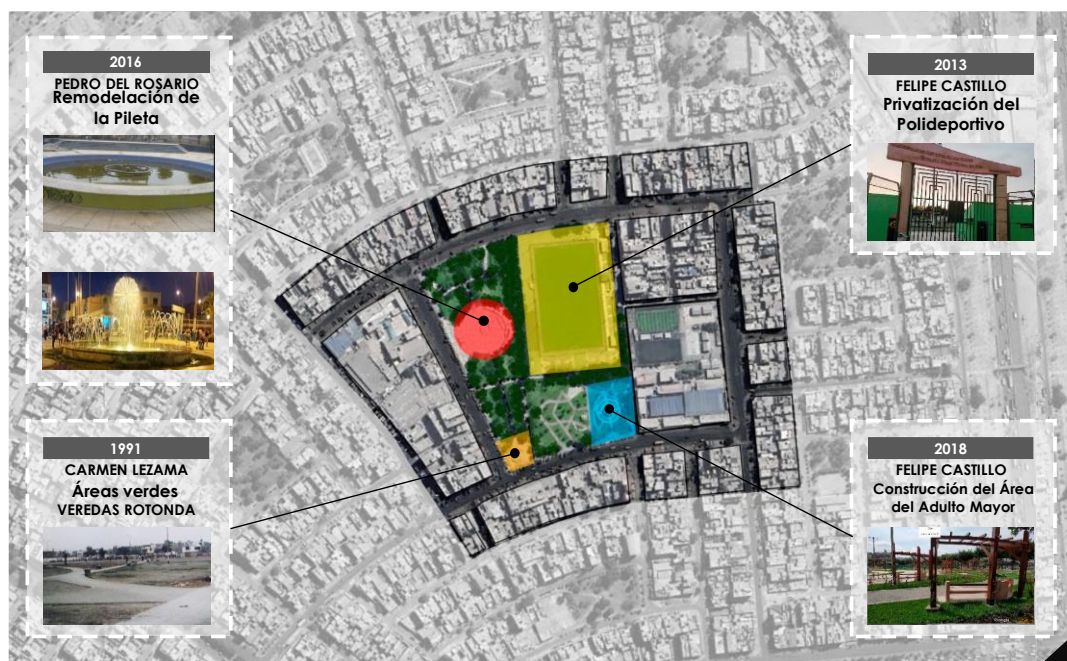 2016
PEDRO DEL ROSARIO
Remodelación de
la Pileta
2013
FELIPE CASTILLO
Privatización del
Polideportivo
1991
CARMEN LEZAMA
Áreas verdes
VEREDAS ROTONDA
2018
FELIPE CASTILLO
Construcción del Área
del Adulto Mayor
Google